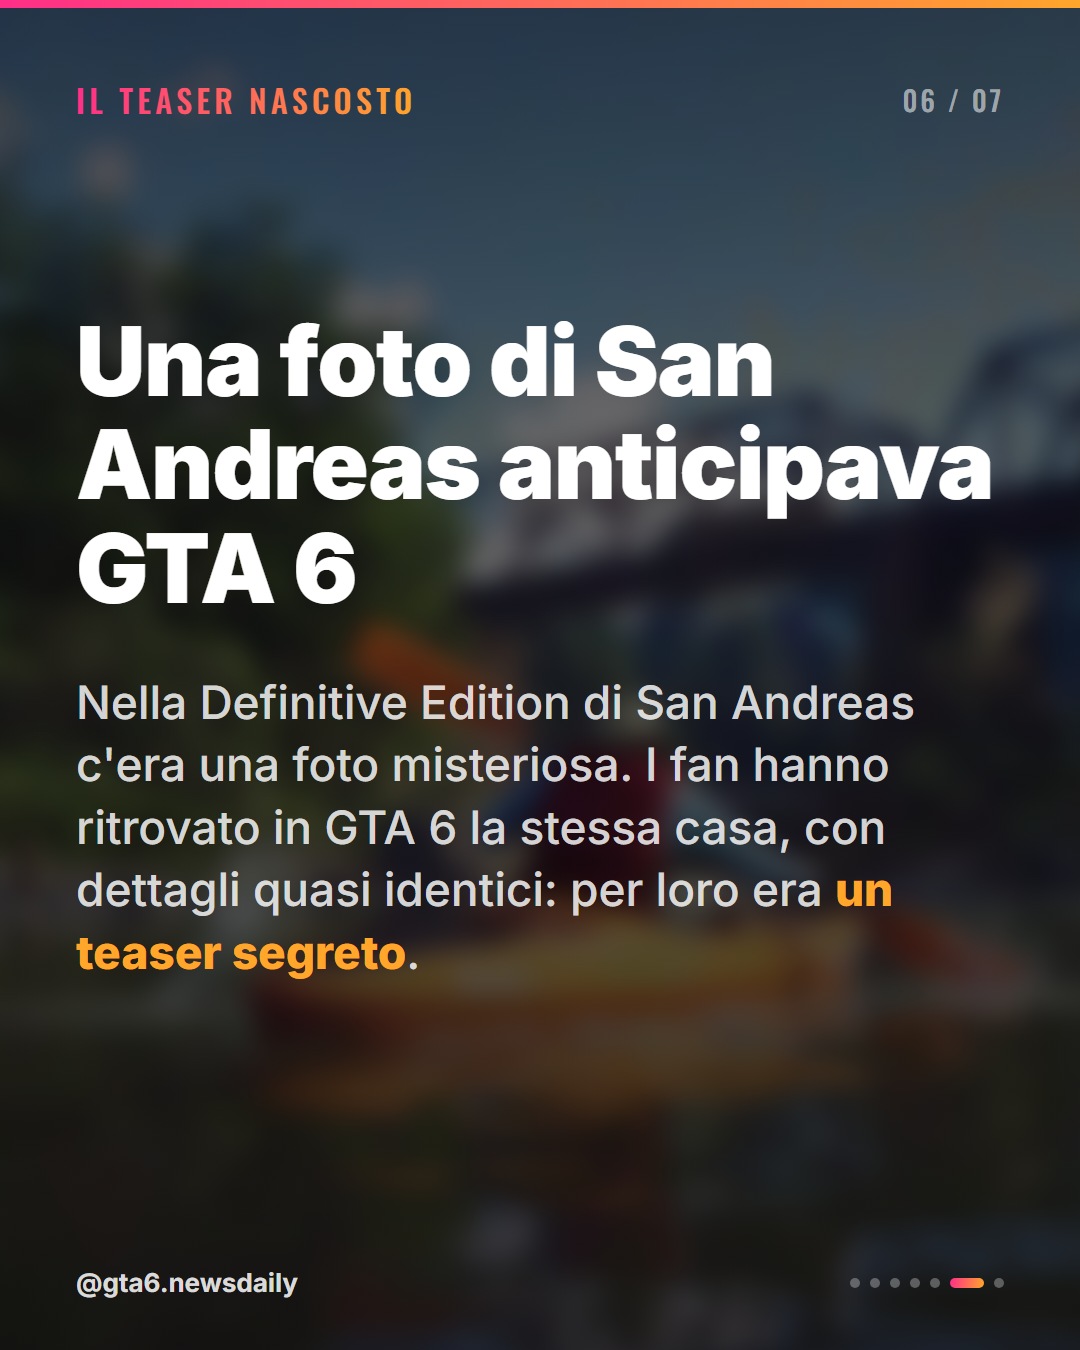 IL TEASER NASCOSTO
06 / 07
Una foto di San
Andreas anticipava
GTA 6
Nella Definitive Edition di San Andreas
c'era una foto misteriosa. I fan hanno
ritrovato in GTA 6 la stessa casa, con
dettagli quasi identici: per loro era un
teaser segreto.
@gta6.newsdaily